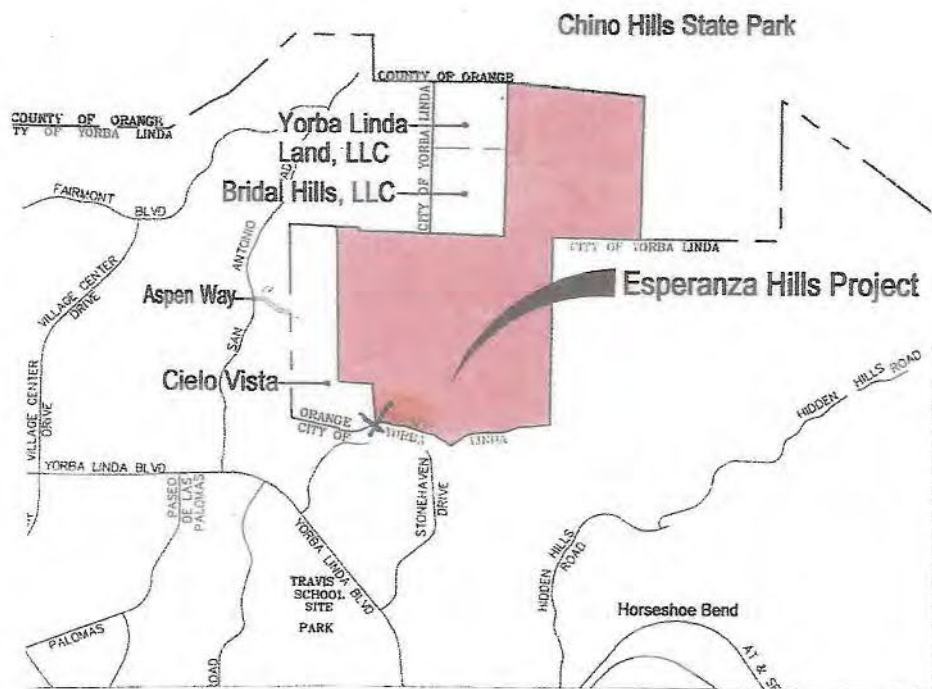 Chino Hills State Park
COUNTY OF ORANGE
COUNTY OF ORANGE
TY OF YORBA LINDA
Yorba Linda
Land, LLC
Bridal Hills, LLC
CITY OF YORBA LINDA
FAIRMONT
BLVD
CITY OF YORBA LINDA
Esperanza Hills Project
VILLAGE CENTER
DRIVE
SAN ANTONIO
ROAD
Aspen Way
Cielo Vista
VILLAGE CENTER
DRIVE
ORANGE
CITY OF YORBA LINDA
HIDDEN HILLS ROAD
YORBA LINDA BLVD
PASEO
DE LAS
PALOMAS
STONEHAVEN
DRIVE
YORBA LINDA BLVD
HIDDEN HILLS
ROAD
TRAVIS
SCHOOL
SITE
PARK
Horseshoe Bend
PALOMAS
ROAD
AT & SF